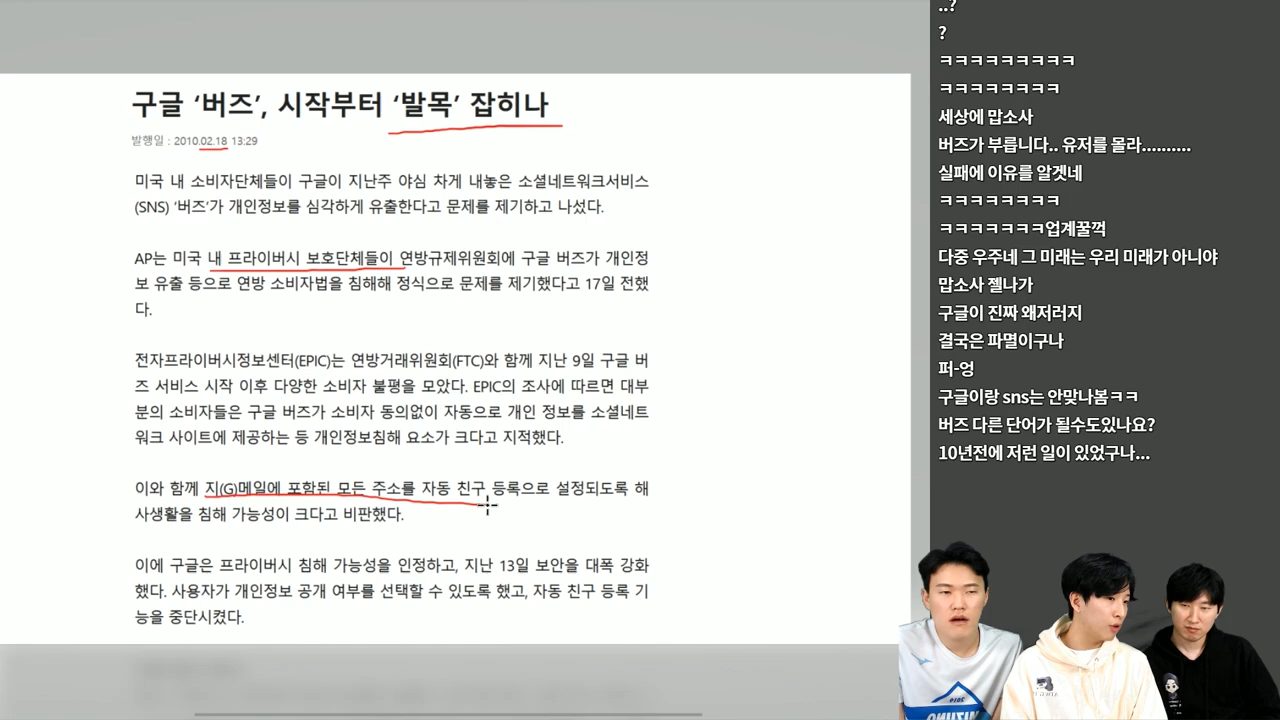 구글 ‘버즈’, 시작부터 ‘발목’ 잡히나
발행일 : 2010.02.18 13:29
미국 내 소비자단체들이 구글이 지난주 야심 차게 내놓은 소셜네트워크서비스
(SNS) ‘버즈’가 개인정보를 심각하게 유출한다고 문제를 제기하고 나섰다.
AP는 미국 내 프라이버시 보호단체들이 연방규제위원회에 구글 버즈가 개인정
보 유출 등으로 연방 소비자법을 침해해 정식으로 문제를 제기했다고 17일 전했
다.
전자프라이버시정보센터(EPIC)는 연방거래위원회(FTC)와 함께 지난 9일 구글 버
즈 서비스 시작 이후 다양한 소비자 불평을 모았다. EPIC의 조사에 따르면 대부
분의 소비자들은 구글 버즈가 소비자 동의없이 자동으로 개인 정보를 소셜네트
워크 사이트에 제공하는 등 개인정보침해 요소가 크다고 지적했다.
이와 함께 지(G)메일에 포함된 모든 주소를 자동 친구 등록으로 설정되도록 해
사생활을 침해 가능성이 크다고 비판했다.
이에 구글은 프라이버시 침해 가능성을 인정하고, 지난 13일 보안을 대폭 강화
했다. 사용자가 개인정보 공개 여부를 선택할 수 있도록 했고, 자동 친구 등록 기
능을 중단시켰다.
..?
?
ㅋㅋㅋㅋㅋㅋㅋㅋㅋ
ㅋㅋㅋㅋㅋㅋㅋㅋ
세상에 맙소사
버즈가 부릅니다.. 유저를 몰라..........
실패에 이유를 알겟네
ㅋㅋㅋㅋㅋㅋㅋㅋ
ㅋㅋㅋㅋㅋㅋㅋ업계꿀꺽
다중 우주네 그 미래는 우리 미래가 아니야
맙소사 젤나가
구글이 진짜 왜저러지
결국은 파멸이구나
퍼-엉
구글이랑 sns는 안맞나봄ㅋㅋ
버즈 다른 단어가 될수도있나요?
10년전에 저런 일이 있었구나...